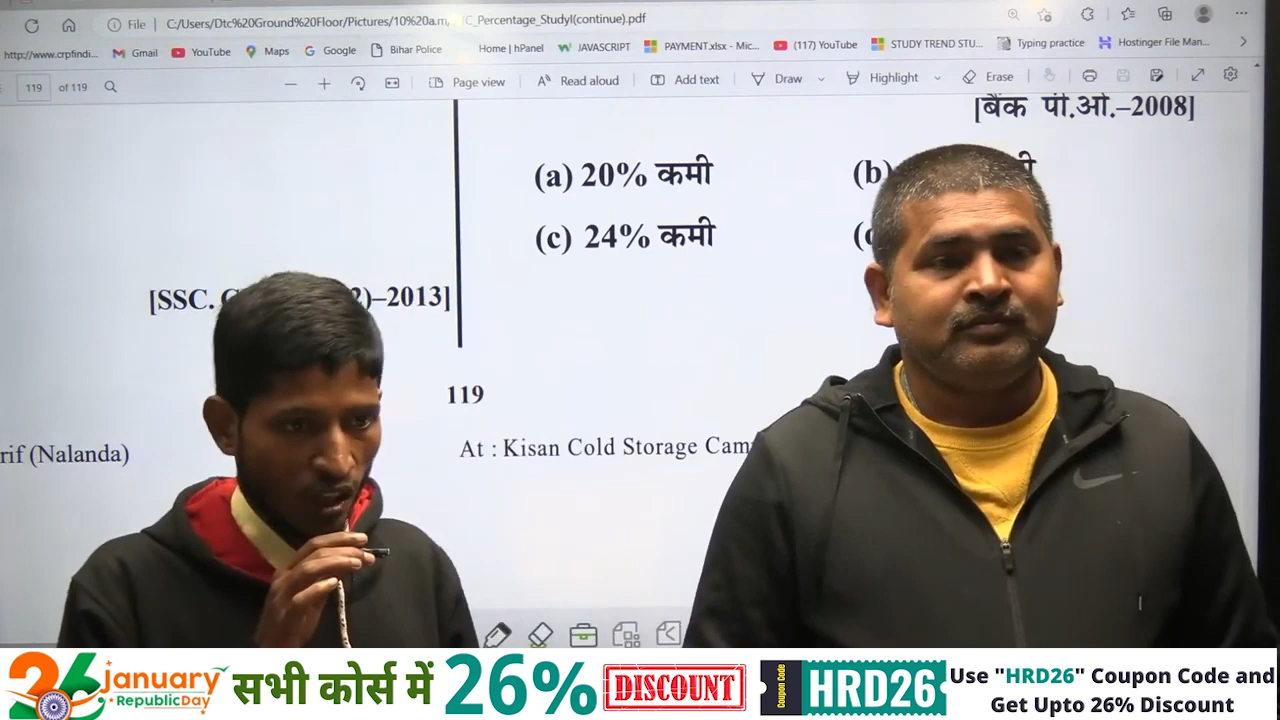 File | C:/Users/Dtc%20Ground%20Floor/Pictures/10%20a.m, C_Percentage_Studyl(continue).pdf
http://www.crpfindi... Gmail YouTube Maps Google Bihar Police Home | hPanel JAVASCRIPT PAYMENT.xlsx - Mic... (117) YouTube STUDY TREND STU... Typing practice Hostinger File Man...
119 of 119 Page view Read aloud Add text Draw Highlight Erase
[बैंक पी.ओ.–2008]
(a) 20% कमी (b)
(c) 24% कमी
[SSC. 2)–2013]
119
rif (Nalanda) At : Kisan Cold Storage
26 january
Republic Day
सभी कोर्स में 26% DISCOUNT
Coupon Code
HRD26
Use "HRD26" Coupon Code and
Get Upto 26% Discount